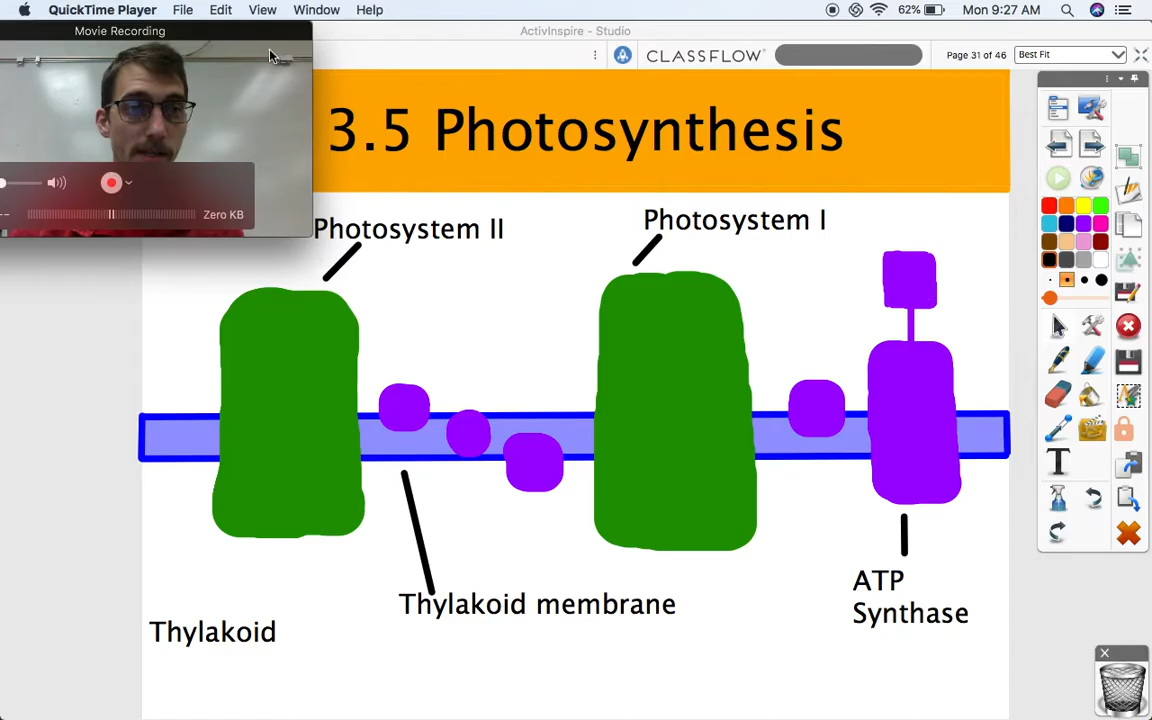 QuickTime Player File Edit View Window Help 62% Mon 9:27 AM
Movie Recording
ActivInspire - Studio
CLASSFLOW
Page 31 of 46
Best Fit
Zero KB
3.5 Photosynthesis
Photosystem II
Photosystem I
Thylakoid membrane
ATP
Synthase
Thylakoid
T